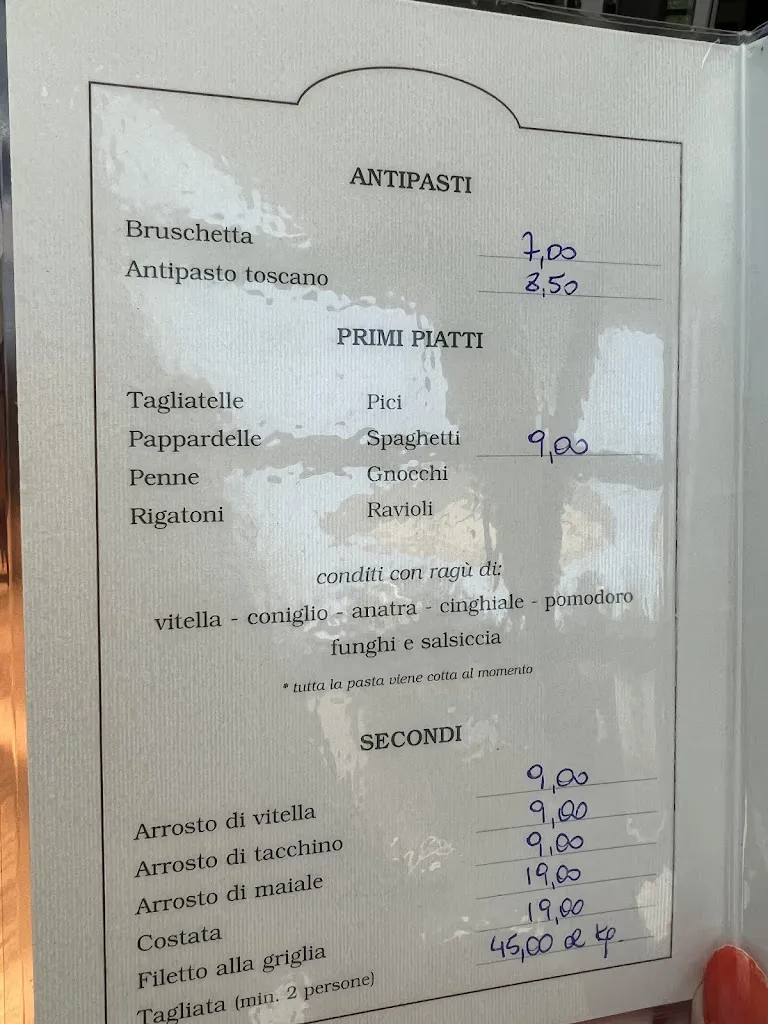 ANTIPASTI
Bruschetta 7,00
Antipasto toscano 8,50
PRIMI PIATTI
Tagliatelle Pici
Pappardelle Spaghetti 9,00
Penne Gnocchi
Rigatoni Ravioli
conditi con ragù di:
vitella - coniglio - anatra - cinghiale - pomodoro
funghi e salsiccia
* tutta la pasta viene cotta al momento
SECONDI
Arrosto di vitella 9,00
Arrosto di tacchino 9,00
Arrosto di maiale 9,00
Costata 19,00
Filetto alla griglia 19,00
Tagliata (min. 2 persone) 45,00 al kg.